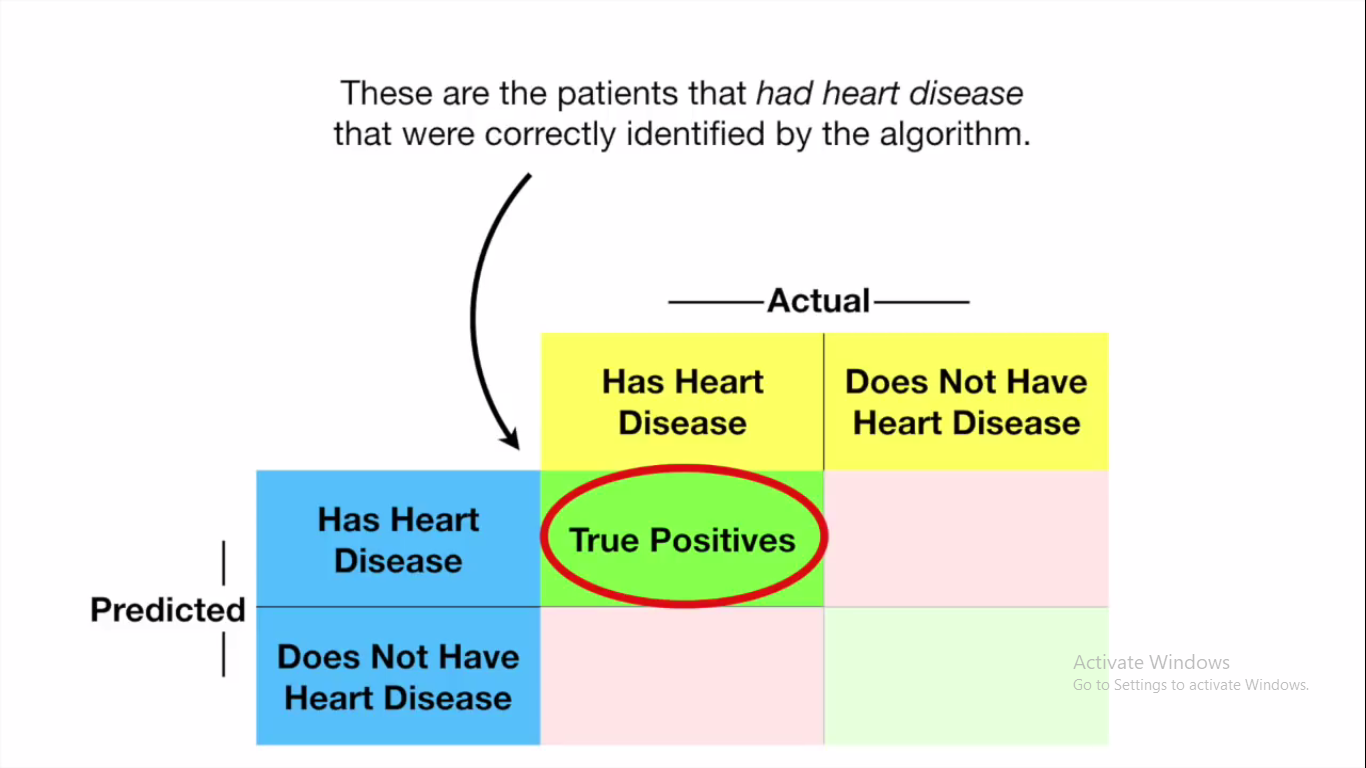 These are the patients that had heart disease
that were correctly identified by the algorithm.
Actual
Has Heart
Disease
Does Not Have
Heart Disease
Has Heart
Disease
True Positives
Predicted
Does Not Have
Heart Disease
Activate Windows
Go to Settings to activate Windows.